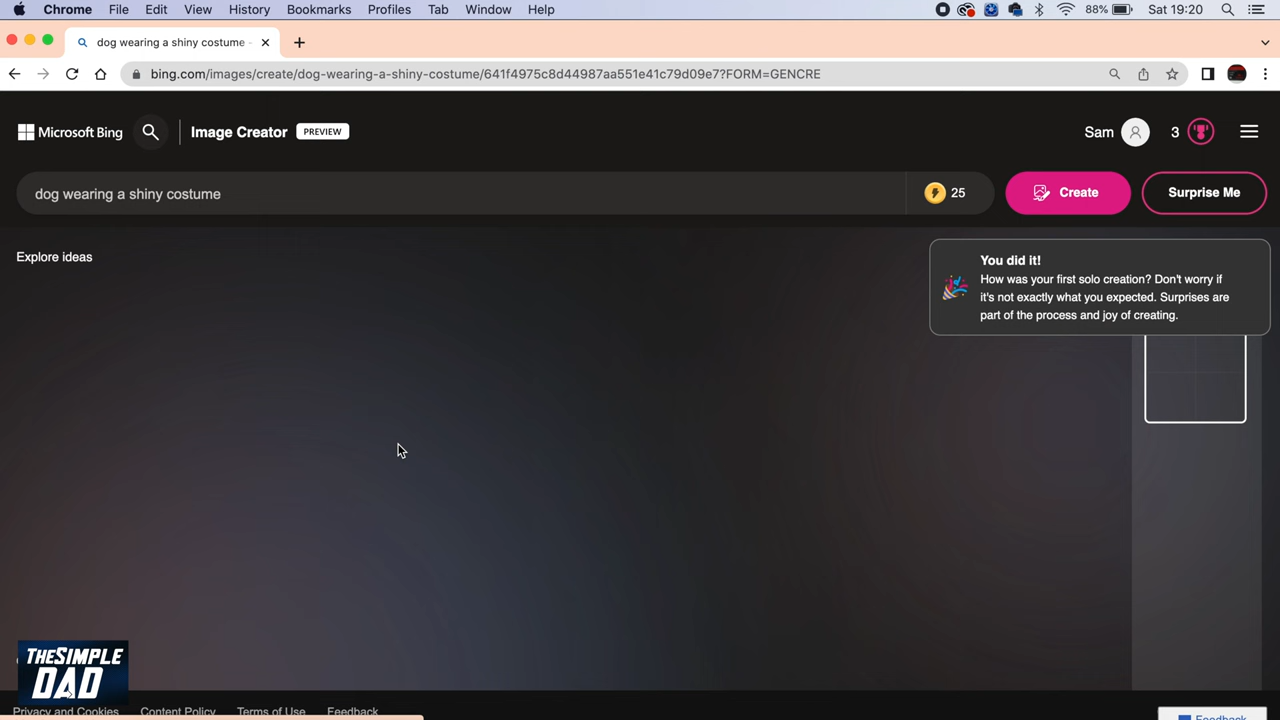 Chrome File Edit View History Bookmarks Profiles Tab Window Help 88% Sat 19:20
dog wearing a shiny costume -
bing.com/images/create/dog-wearing-a-shiny-costume/641f4975c8d44987aa551e41c79d09e7?FORM=GENCRE
Microsoft Bing Image Creator PREVIEW Sam 3
dog wearing a shiny costume 25 Create Surprise Me
Explore ideas
You did it!
How was your first solo creation? Don't worry if
it's not exactly what you expected. Surprises are
part of the process and joy of creating.
THE SIMPLE
DAD
Privacy and Cookies Content Policy Terms of Use Feedback
Feedback